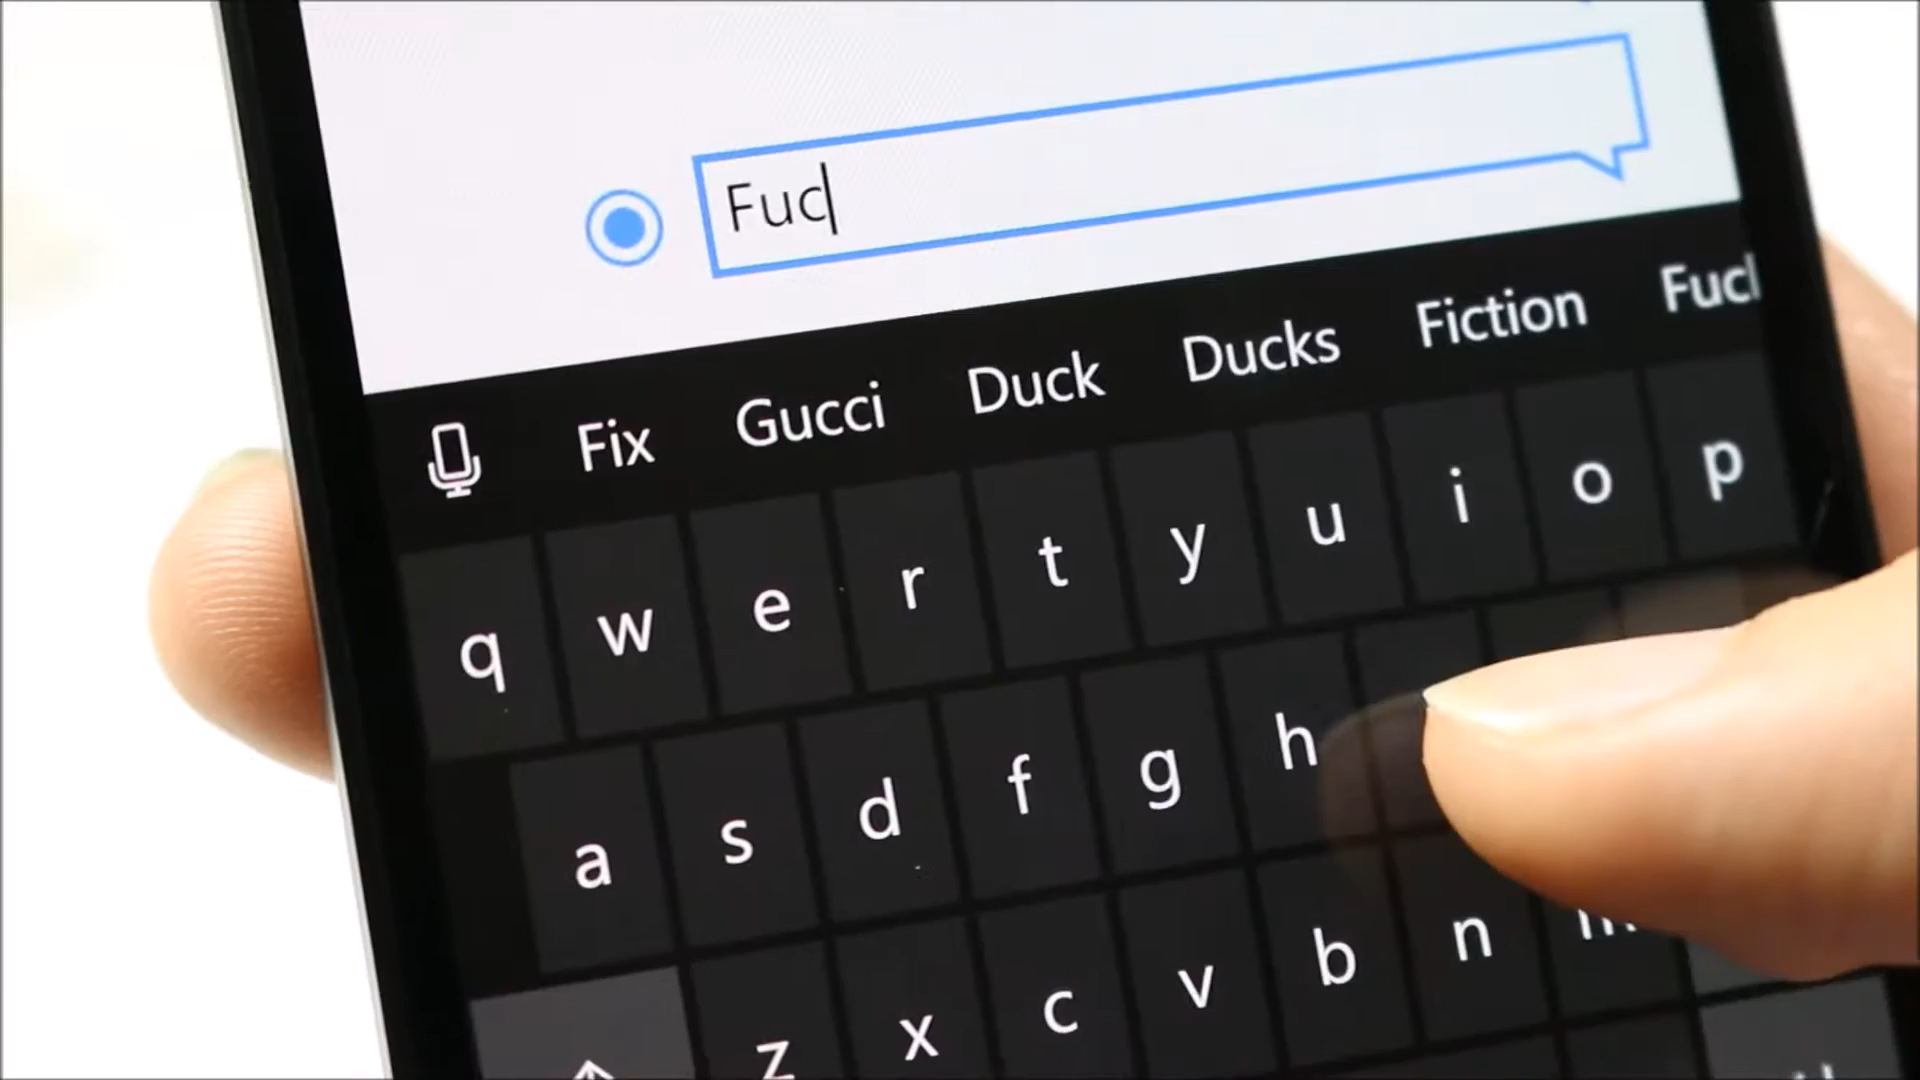 Fuc
Fix Gucci Duck Ducks Fiction
q w e r t y u i o p
a s d f g h
z x c v b n